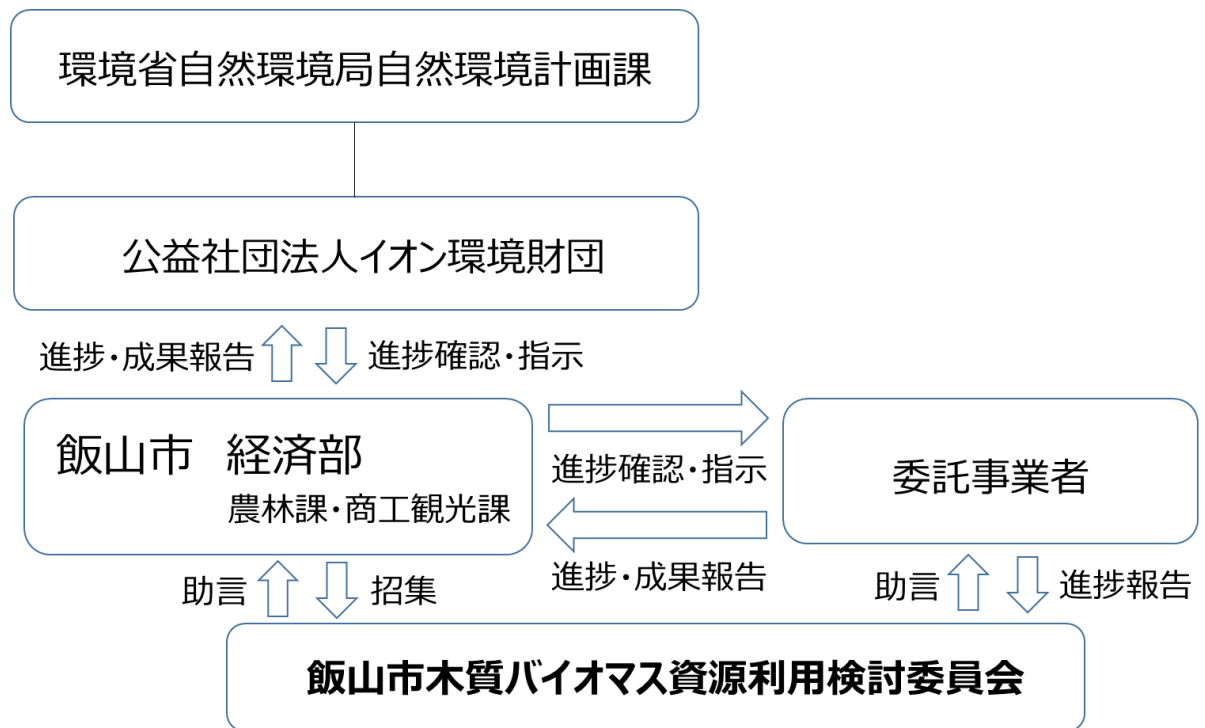 環境省自然環境局自然環境計画課
公益社団法人イオン環境財団
進捗・成果報告
進捗確認・指示
飯山市 経済部
農林課・商工観光課
進捗確認・指示
進捗・成果報告
委託事業者
助言
招集
助言
進捗報告
飯山市木質バイオマス資源利用検討委員会